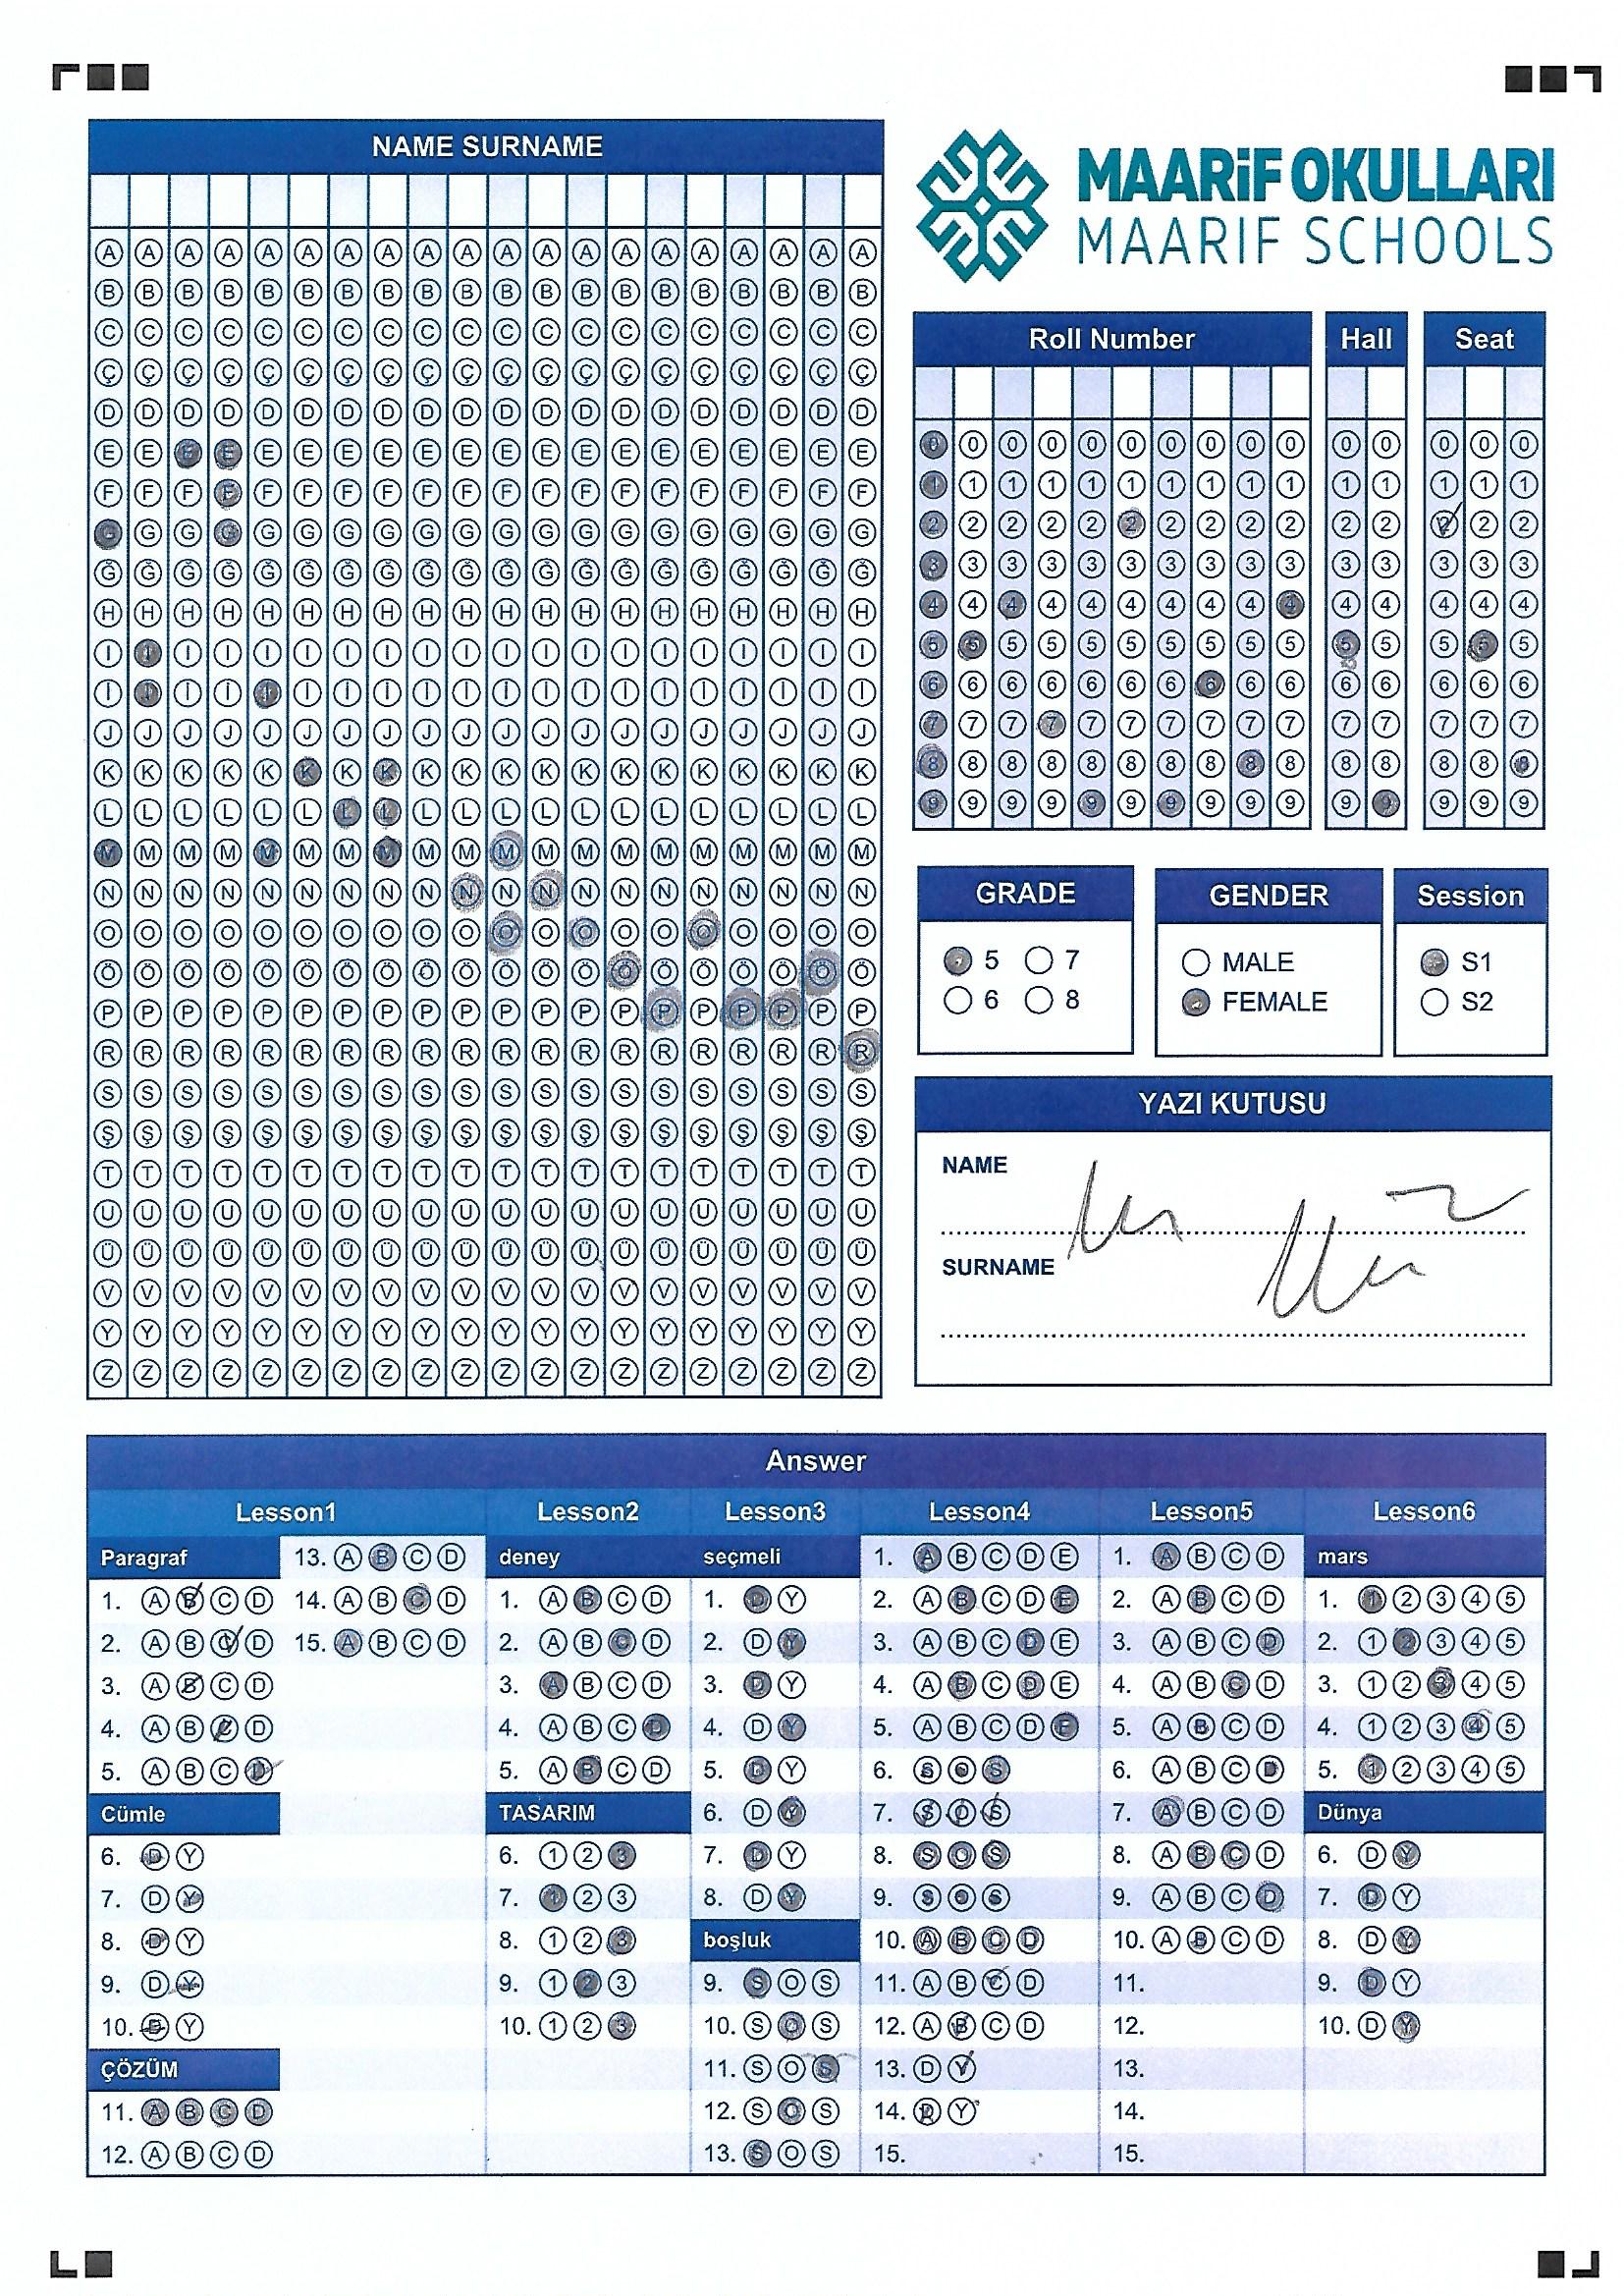 NAME SURNAME
MAARİF OKULLARI
MAARIF SCHOOLS
A A A A A A A A A A A A A A A A A A A A
B B B B B B B B B B B B B B B B B B B B
C C C C C C C C C C C C C C C C C C C C
Ç Ç Ç Ç Ç Ç Ç Ç Ç Ç Ç Ç Ç Ç Ç Ç Ç Ç Ç Ç
D D D D D D D D D D D D D D D D D D D D
E E E E E E E E E E E E E E E E E E E E
F F F F F F F F F F F F F F F F F F F F
G G G G G G G G G G G G G G G G G G G G
Ğ Ğ Ğ Ğ Ğ Ğ Ğ Ğ Ğ Ğ Ğ Ğ Ğ Ğ Ğ Ğ Ğ Ğ Ğ Ğ
H H H H H H H H H H H H H H H H H H H H
I I I I I I I I I I I I I I I I I I I I
İ İ İ İ İ İ İ İ İ İ İ İ İ İ İ İ İ İ İ İ
J J J J J J J J J J J J J J J J J J J J
K K K K K K K K K K K K K K K K K K K K
L L L L L L L L L L L L L L L L L L L L
M M M M M M M M M M M M M M M M M M M M
N N N N N N N N N N N N N N N N N N N N
O O O O O O O O O O O O O O O O O O O O
Ö Ö Ö Ö Ö Ö Ö Ö Ö Ö Ö Ö Ö Ö Ö Ö Ö Ö Ö Ö
P P P P P P P P P P P P P P P P P P P P
R R R R R R R R R R R R R R R R R R R R
S S S S S S S S S S S S S S S S S S S S
Ş Ş Ş Ş Ş Ş Ş Ş Ş Ş Ş Ş Ş Ş Ş Ş Ş Ş Ş Ş
T T T T T T T T T T T T T T T T T T T T
U U U U U U U U U U U U U U U U U U U U
Ü Ü Ü Ü Ü Ü Ü Ü Ü Ü Ü Ü Ü Ü Ü Ü Ü Ü Ü Ü
V V V V V V V V V V V V V V V V V V V V
Y Y Y Y Y Y Y Y Y Y Y Y Y Y Y Y Y Y Y Y
Z Z Z Z Z Z Z Z Z Z Z Z Z Z Z Z Z Z Z Z
Roll Number Hall Seat
0 0 0 0 0 0 0 0 0 0 0 0 0 0 0
1 1 1 1 1 1 1 1 1 1 1 1 1 1 1
2 2 2 2 2 2 2 2 2 2 2 2 2 2 2
3 3 3 3 3 3 3 3 3 3 3 3 3 3 3
4 4 4 4 4 4 4 4 4 4 4 4 4 4 4
5 5 5 5 5 5 5 5 5 5 5 5 5 5 5
6 6 6 6 6 6 6 6 6 6 6 6 6 6 6
7 7 7 7 7 7 7 7 7 7 7 7 7 7 7
8 8 8 8 8 8 8 8 8 8 8 8 8 8 8
9 9 9 9 9 9 9 9 9 9 9 9 9 9 9
GRADE
5 7
6 8
GENDER
MALE
FEMALE
Session
S1
S2
YAZI KUTUSU
NAME
SURNAME
Answer
Lesson1 Lesson2 Lesson3 Lesson4 Lesson5 Lesson6
Paragraf
1. A B C D
2. A B C D
3. A B C D
4. A B C D
5. A B C D
Cümle
6. D Y
7. D Y
8. D Y
9. D Y
10. D Y
ÇÖZÜM
11. A B C D
12. A B C D
13. A B C D
14. A B C D
15. A B C D
deney
1. A B C D
2. A B C D
3. A B C D
4. A B C D
5. A B C D
TASARIM
6. 1 2 3
7. 1 2 3
8. 1 2 3
9. 1 2 3
10. 1 2 3
seçmeli
1. D Y
2. D Y
3. D Y
4. D Y
5. D Y
6. D Y
7. D Y
8. D Y
boşluk
9. S O S
10. S O S
11. S O S
12. S O S
13. S O S
1. A B C D E
2. A B C D E
3. A B C D E
4. A B C D E
5. A B C D E
6. S O S
7. S O S
8. S O S
9. S O S
10. A B C D
11. A B C D
12. A B C D
13. D Y
14. D Y
15.
1. A B C D
2. A B C D
3. A B C D
4. A B C D
5. A B C D
6. A B C D
7. A B C D
8. A B C D
9. A B C D
10. A B C D
11.
12.
13.
14.
15.
mars
1. 1 2 3 4 5
2. 1 2 3 4 5
3. 1 2 3 4 5
4. 1 2 3 4 5
5. 1 2 3 4 5
Dünya
6. D Y
7. D Y
8. D Y
9. D Y
10. D Y